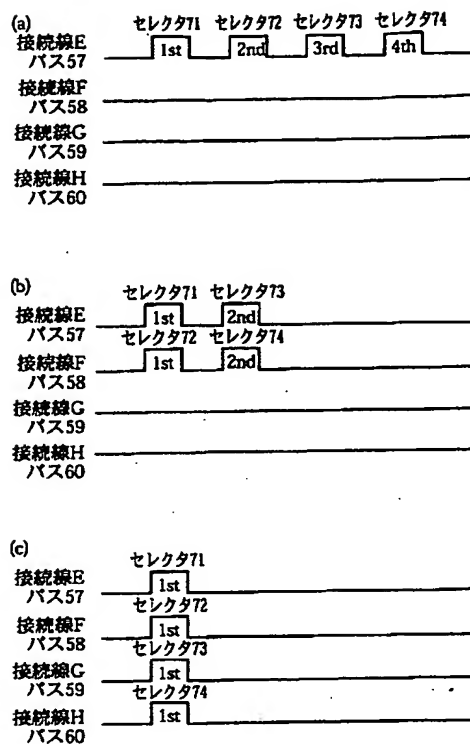 (a)
セレクタ71 セレクタ72 セレクタ73 セレクタ74
接続線E 1st 2nd 3rd 4th
バス57
接続線F
バス58
接続線G
バス59
接続線H
バス60
(b)
セレクタ71 セレクタ73
接続線E 1st 2nd
バス57
セレクタ72 セレクタ74
接続線F 1st 2nd
バス58
接続線G
バス59
接続線H
バス60
(c)
セレクタ71
接続線E 1st
バス57
セレクタ72
接続線F 1st
バス58
セレクタ73
接続線G 1st
バス59
セレクタ74
接続線H 1st
バス60